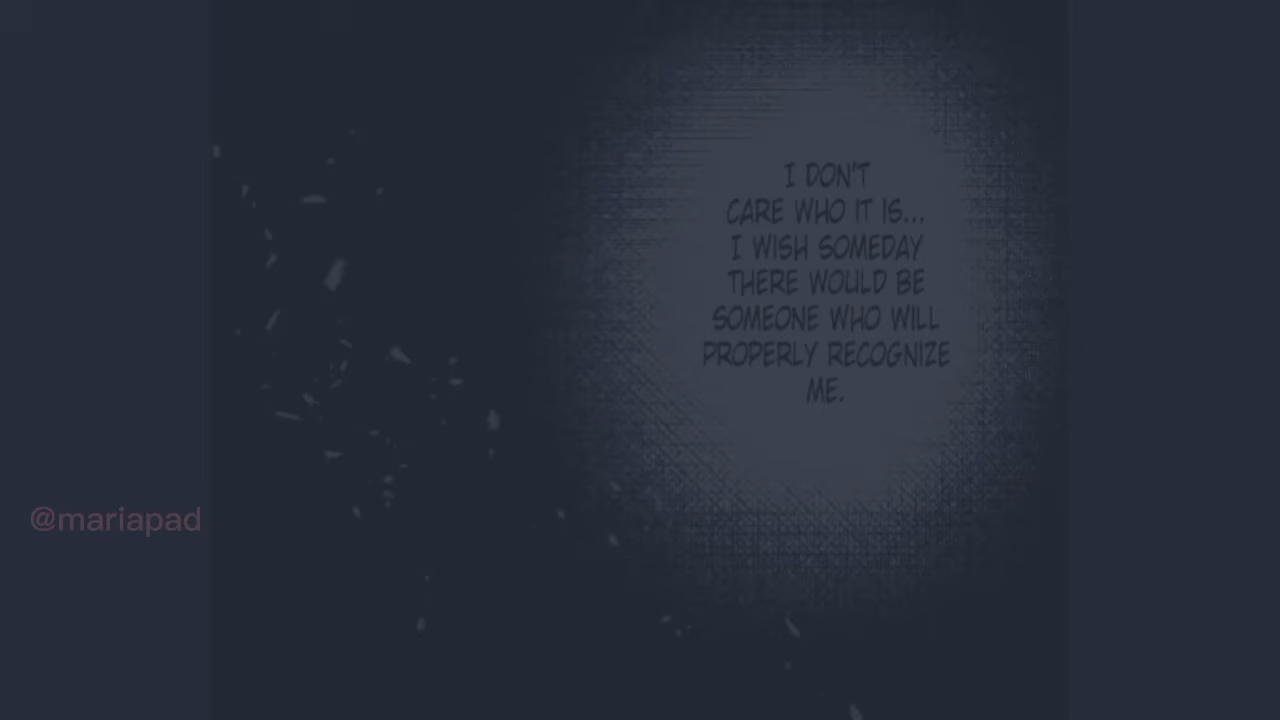 I DON'T
CARE WHO IT IS...
I WISH SOMEDAY
THERE WOULD BE
SOMEONE WHO WILL
PROPERLY RECOGNIZE
ME.
@mariapad